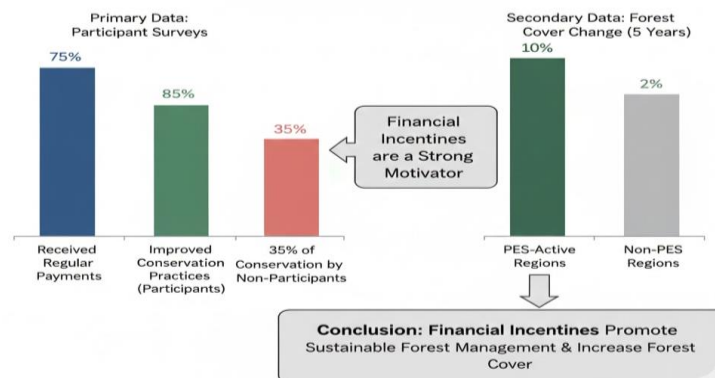 Primary Data:
Participant Surveys
75%
85%
35%
Received
Regular
Payments
Improved
Conservation
Practices
(Participants)
35% of
Conservation by
Non-Participants
Financial
Incentives
are a Strong
Motivator
Secondary Data: Forest
Cover Change (5 Years)
10%
2%
PES-Active
Regions
Non-PES
Regions
Conclusion: Financial Incentives Promote
Sustainable Forest Management & Increase Forest
Cover